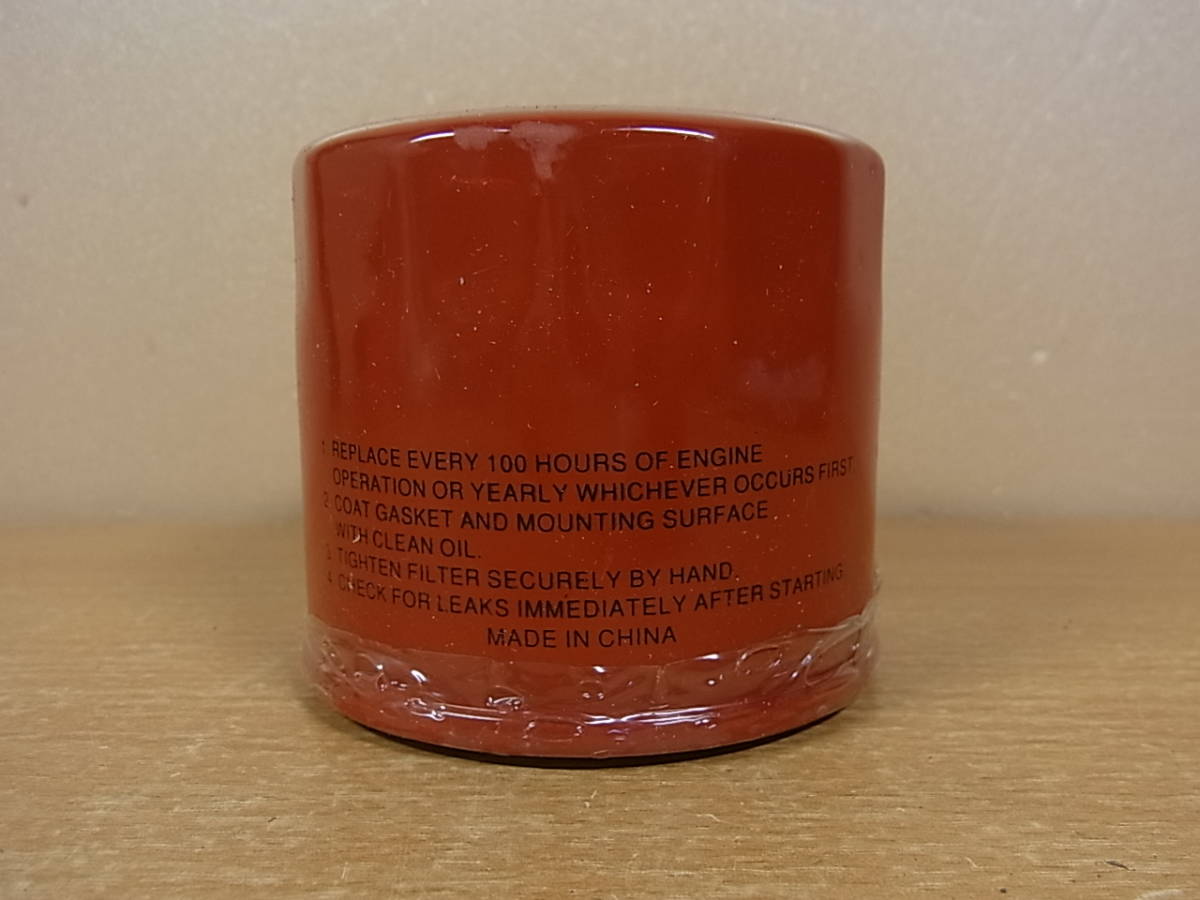 1 REPLACE EVERY 100 HOURS OF ENGINE
OPERATION OR YEARLY WHICHEVER OCCURS FIRST
2. COAT GASKET AND MOUNTING SURFACE
WITH CLEAN OIL.
3 TIGHTEN FILTER SECURELY BY HAND.
4. CHECK FOR LEAKS IMMEDIATELY AFTER STARTING
MADE IN CHINA